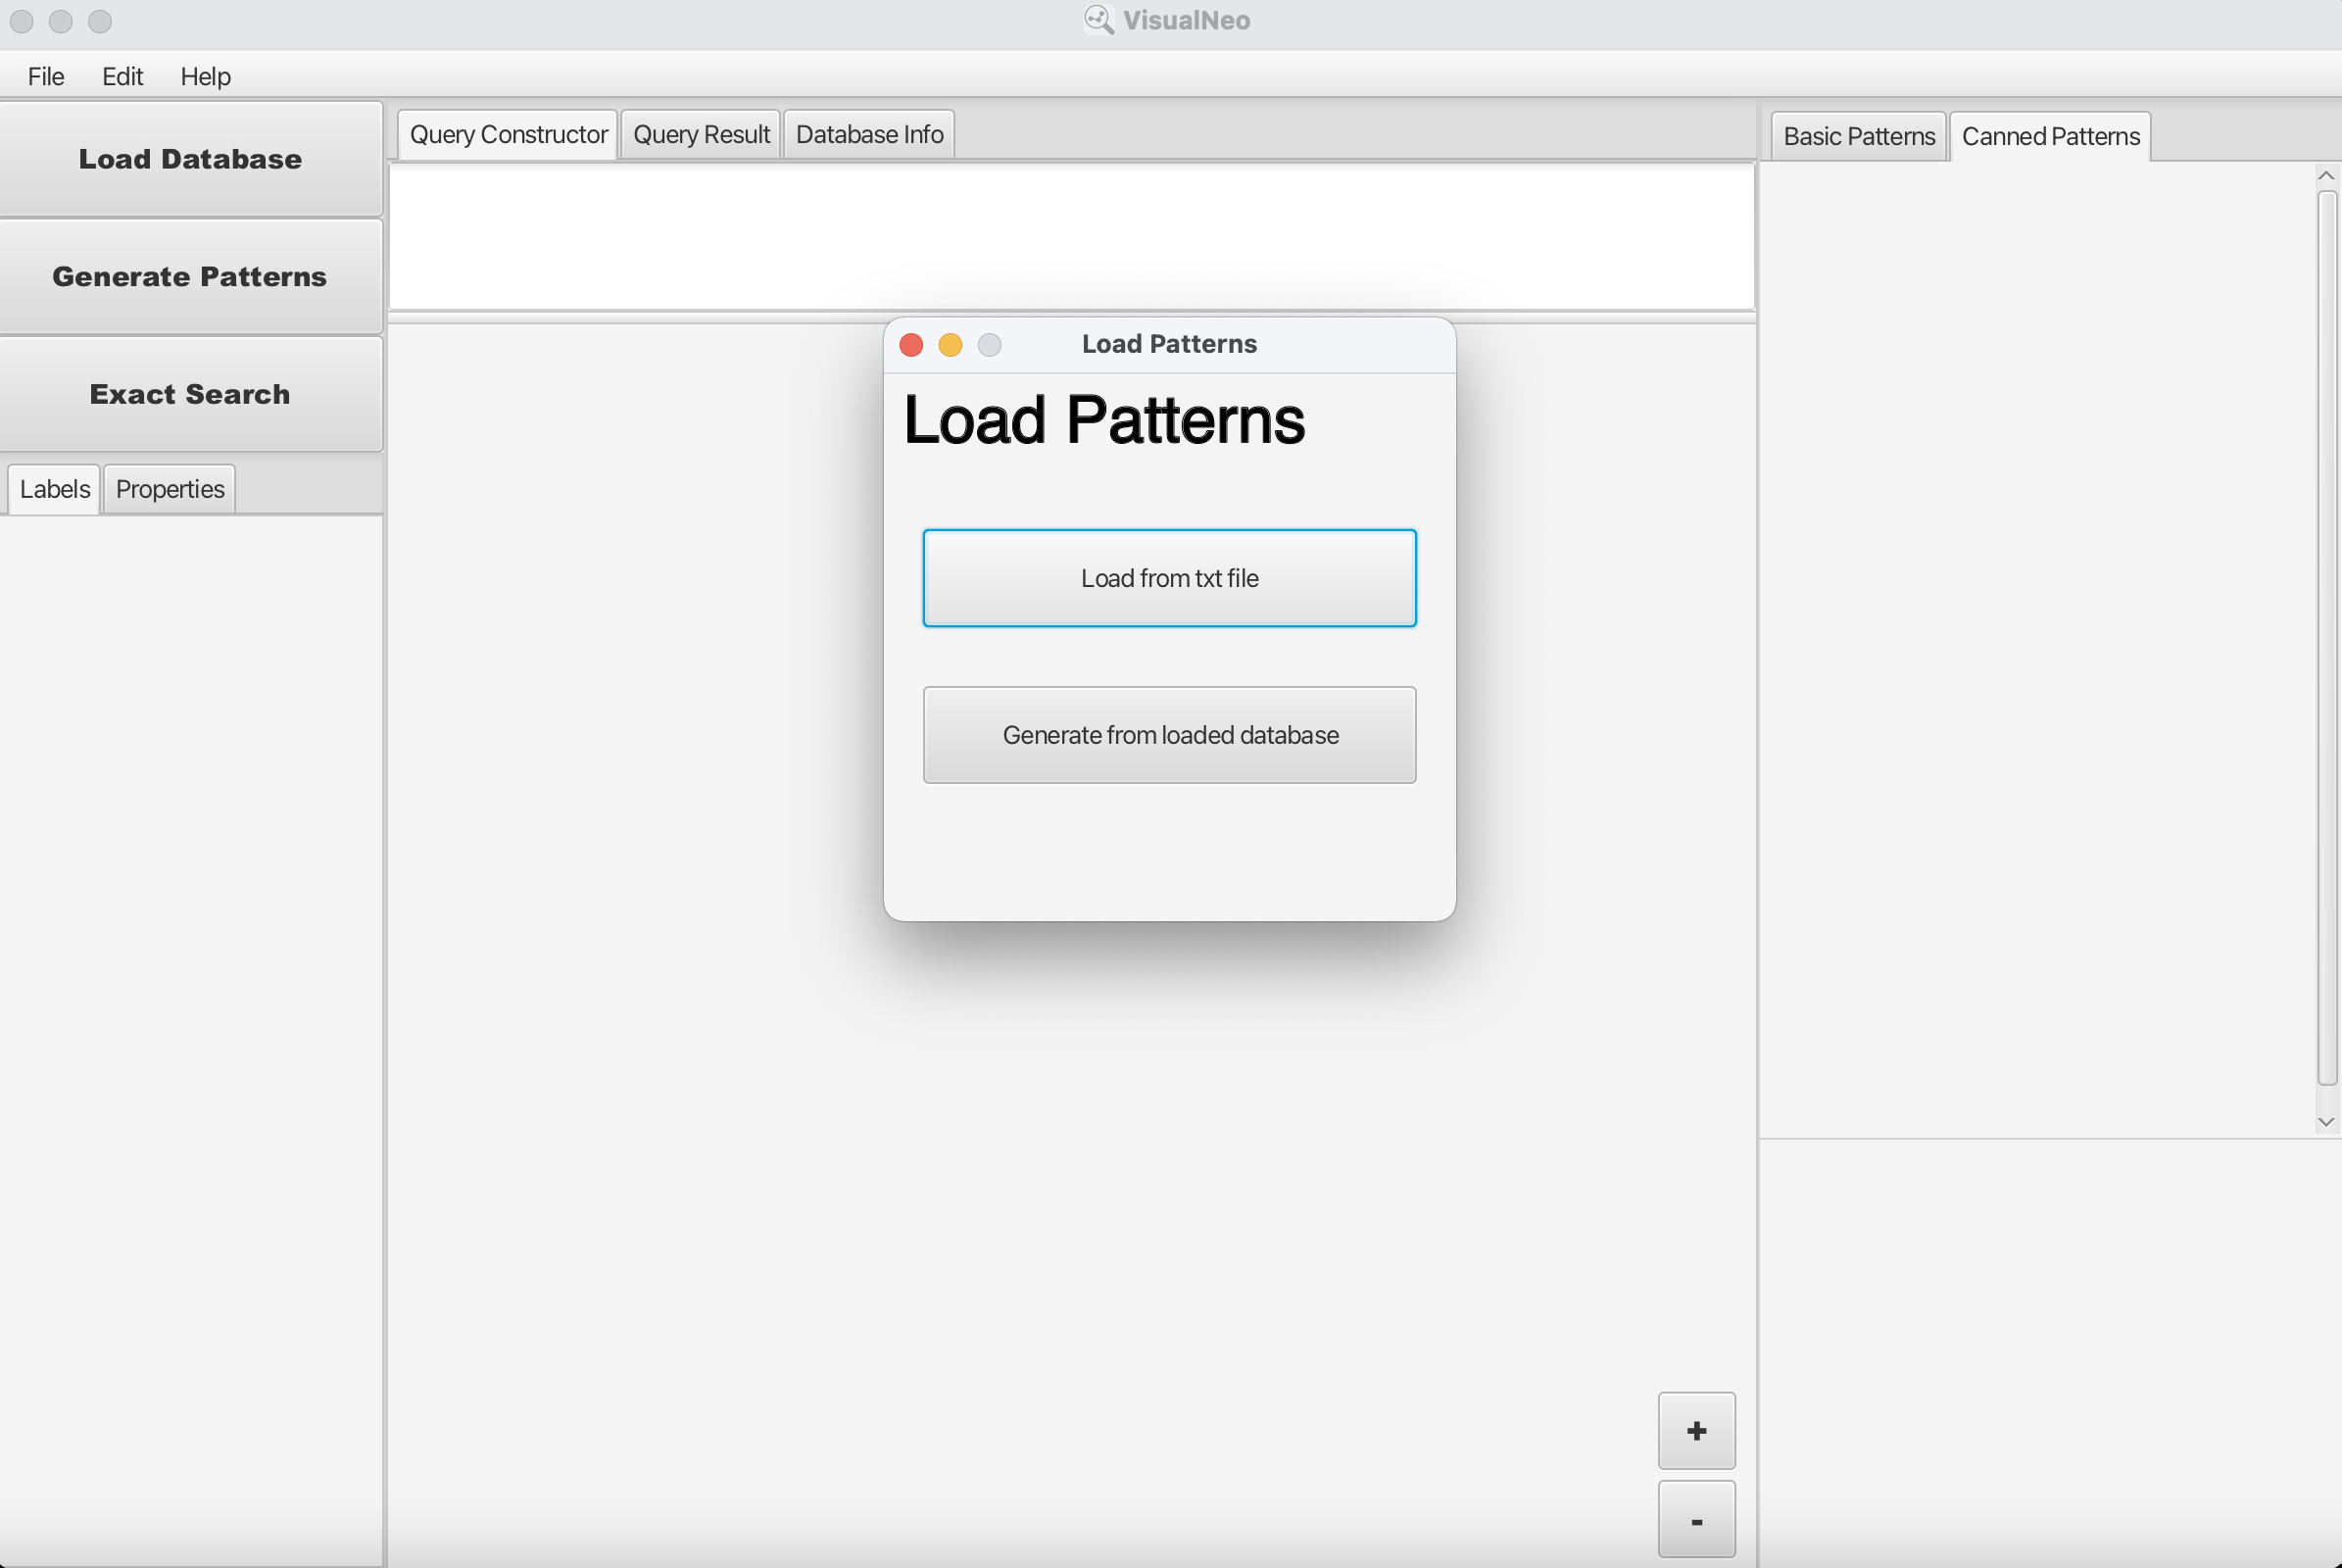 VisualNeo
File Edit Help
Load Database
Generate Patterns
Exact Search
Labels Properties
Query Constructor Query Result Database Info
Basic Patterns Canned Patterns
Load Patterns
Load Patterns
Load from txt file
Generate from loaded database
+
-